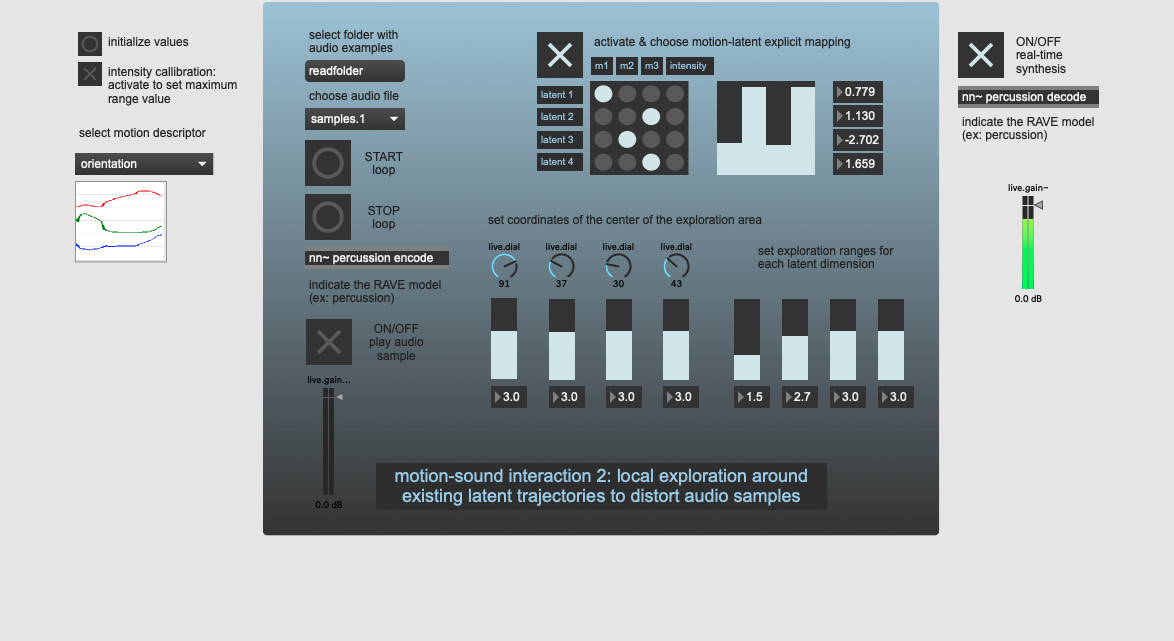 initialize values
intensity callibration:
activate to set maximum
range value
select motion descriptor
orientation
select folder with
audio examples
readfolder
choose audio file
samples.1
START
loop
STOP
loop
nn~ percussion encode
indicate the RAVE model
(ex: percussion)
ON/OFF
play audio
sample
live.gain...
0.0 dB
activate & choose motion-latent explicit mapping
m1 m2 m3 intensity
latent 1
latent 2
latent 3
latent 4
0.779
1.130
-2.702
1.659
set coordinates of the center of the exploration area
live.dial live.dial live.dial live.dial
91 37 30 43
3.0 3.0 3.0 3.0
set exploration ranges for
each latent dimension
1.5 2.7 3.0 3.0
motion-sound interaction 2: local exploration around
existing latent trajectories to distort audio samples
ON/OFF
real-time
synthesis
nn~ percussion decode
indicate the RAVE model
(ex: percussion)
live.gain~
0.0 dB